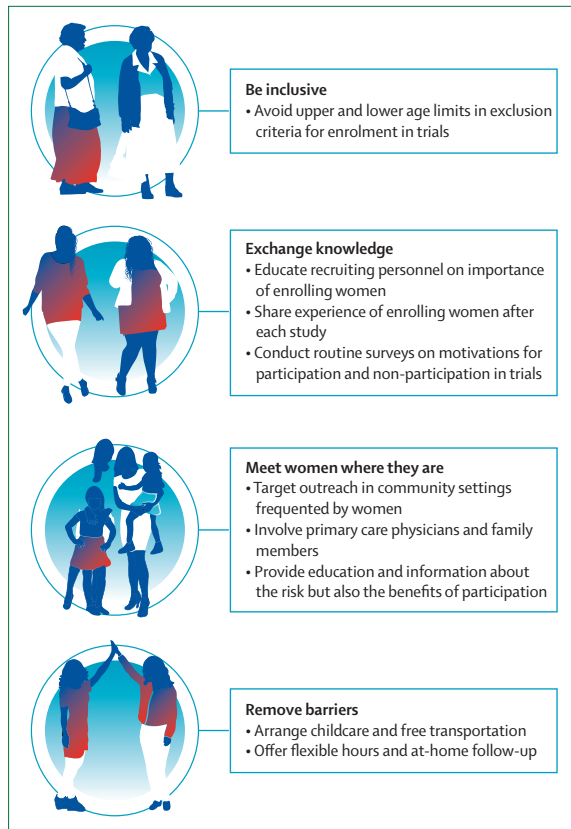 Be inclusive
• Avoid upper and lower age limits in exclusion
criteria for enrolment in trials
Exchange knowledge
• Educate recruiting personnel on importance
of enrolling women
• Share experience of enrolling women after
each study
• Conduct routine surveys on motivations for
participation and non-participation in trials
Meet women where they are
• Target outreach in community settings
frequented by women
• Involve primary care physicians and family
members
• Provide education and information about
the risk but also the benefits of participation
Remove barriers
• Arrange childcare and free transportation
• Offer flexible hours and at-home follow-up